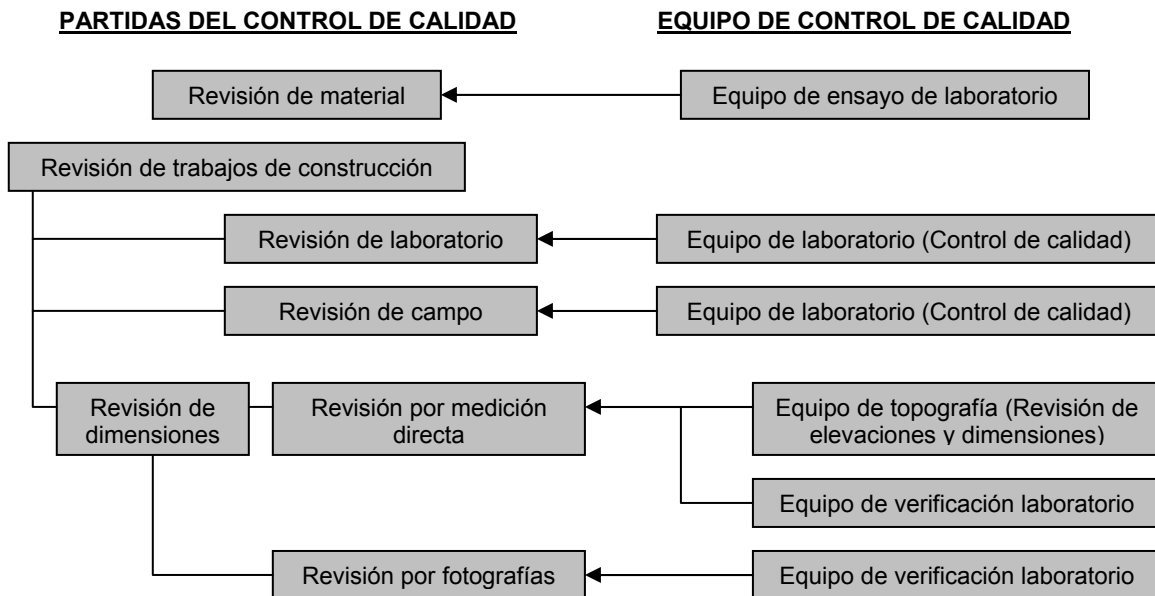 PARTIDAS DEL CONTROL DE CALIDAD
EQUIPO DE CONTROL DE CALIDAD
Revisión de material
Equipo de ensayo de laboratorio
Revisión de trabajos de construcción
Revisión de laboratorio
Equipo de laboratorio (Control de calidad)
Revisión de campo
Equipo de laboratorio (Control de calidad)
Revisión de
dimensiones
Revisión por medición
directa
Equipo de topografía (Revisión de
elevaciones y dimensiones)
Equipo de verificación laboratorio
Revisión por fotografías
Equipo de verificación laboratorio